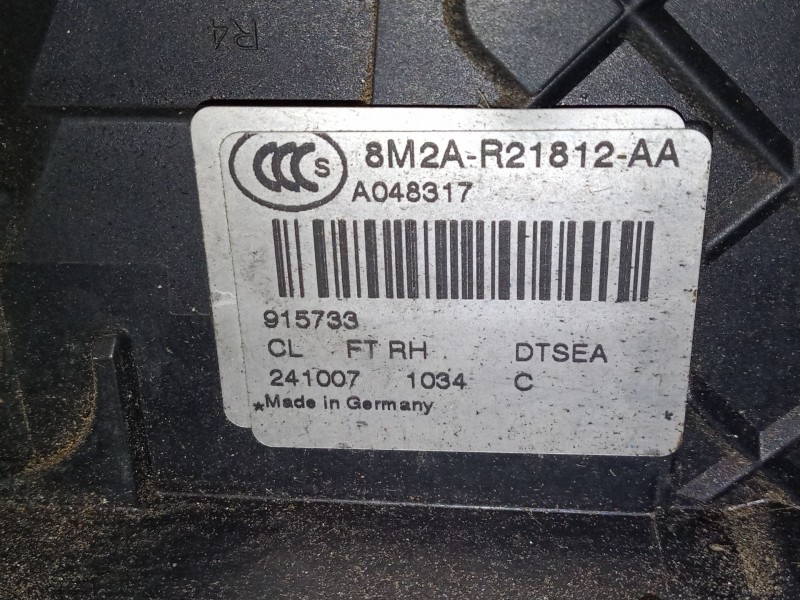 R4
CCC S 8M2A-R21812-AA
A048317
915733
CL FT RH DTSEA
241007 1034 C
*Made in Germany *